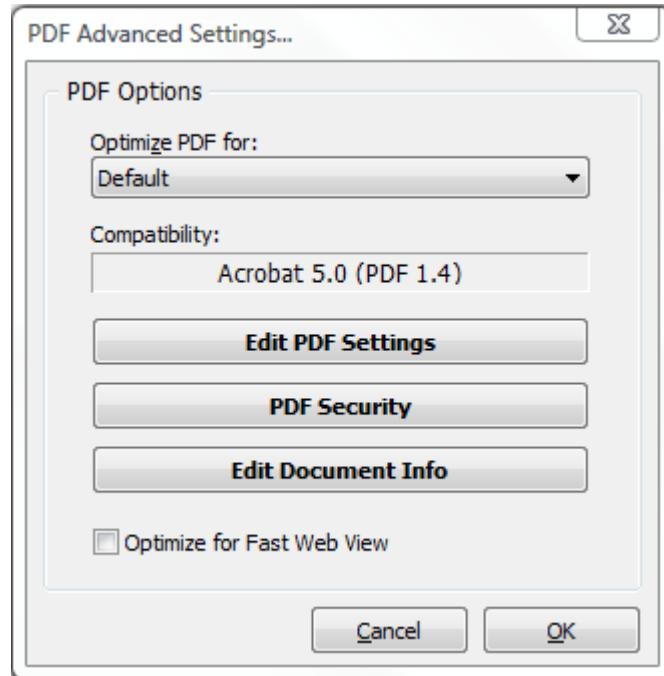 PDF Advanced Settings...
PDF Options
Optimize PDF for:
Default
Compatibility:
Acrobat 5.0 (PDF 1.4)
Edit PDF Settings
PDF Security
Edit Document Info
Optimize for Fast Web View
Cancel
OK